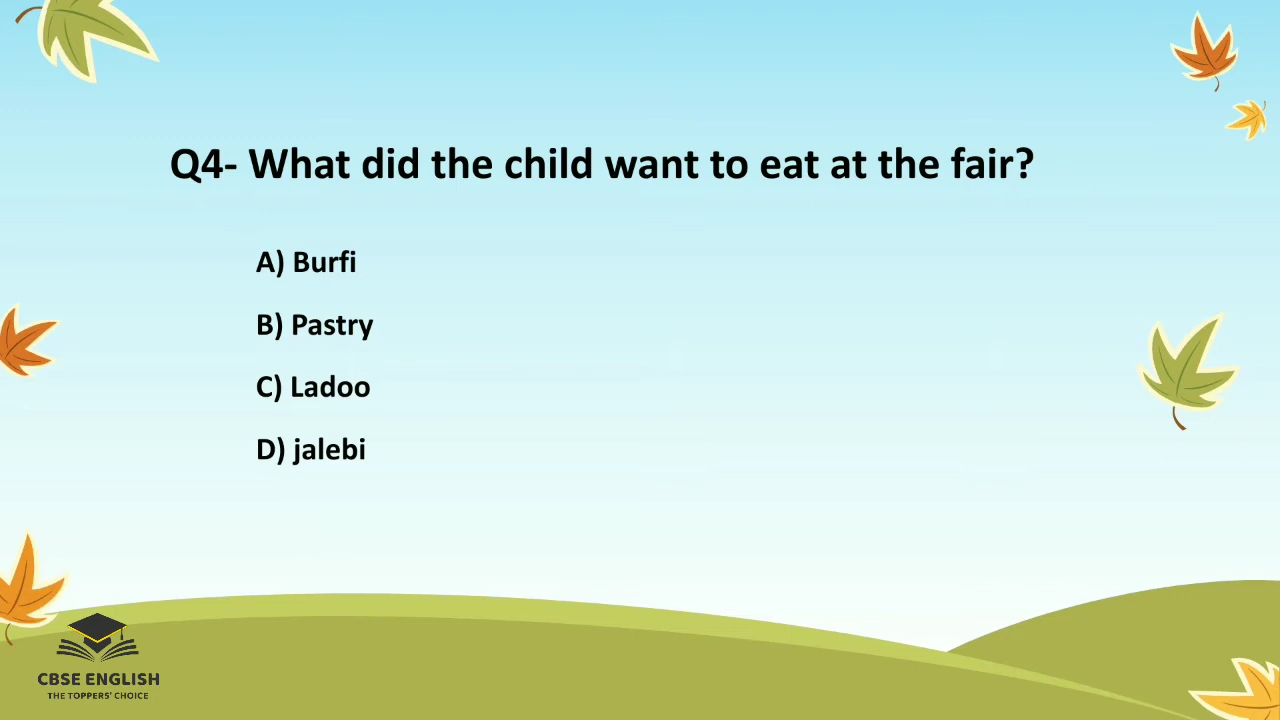 Q4- What did the child want to eat at the fair?
A) Burfi
B) Pastry
C) Ladoo
D) jalebi
CBSE ENGLISH
THE TOPPERS' CHOICE